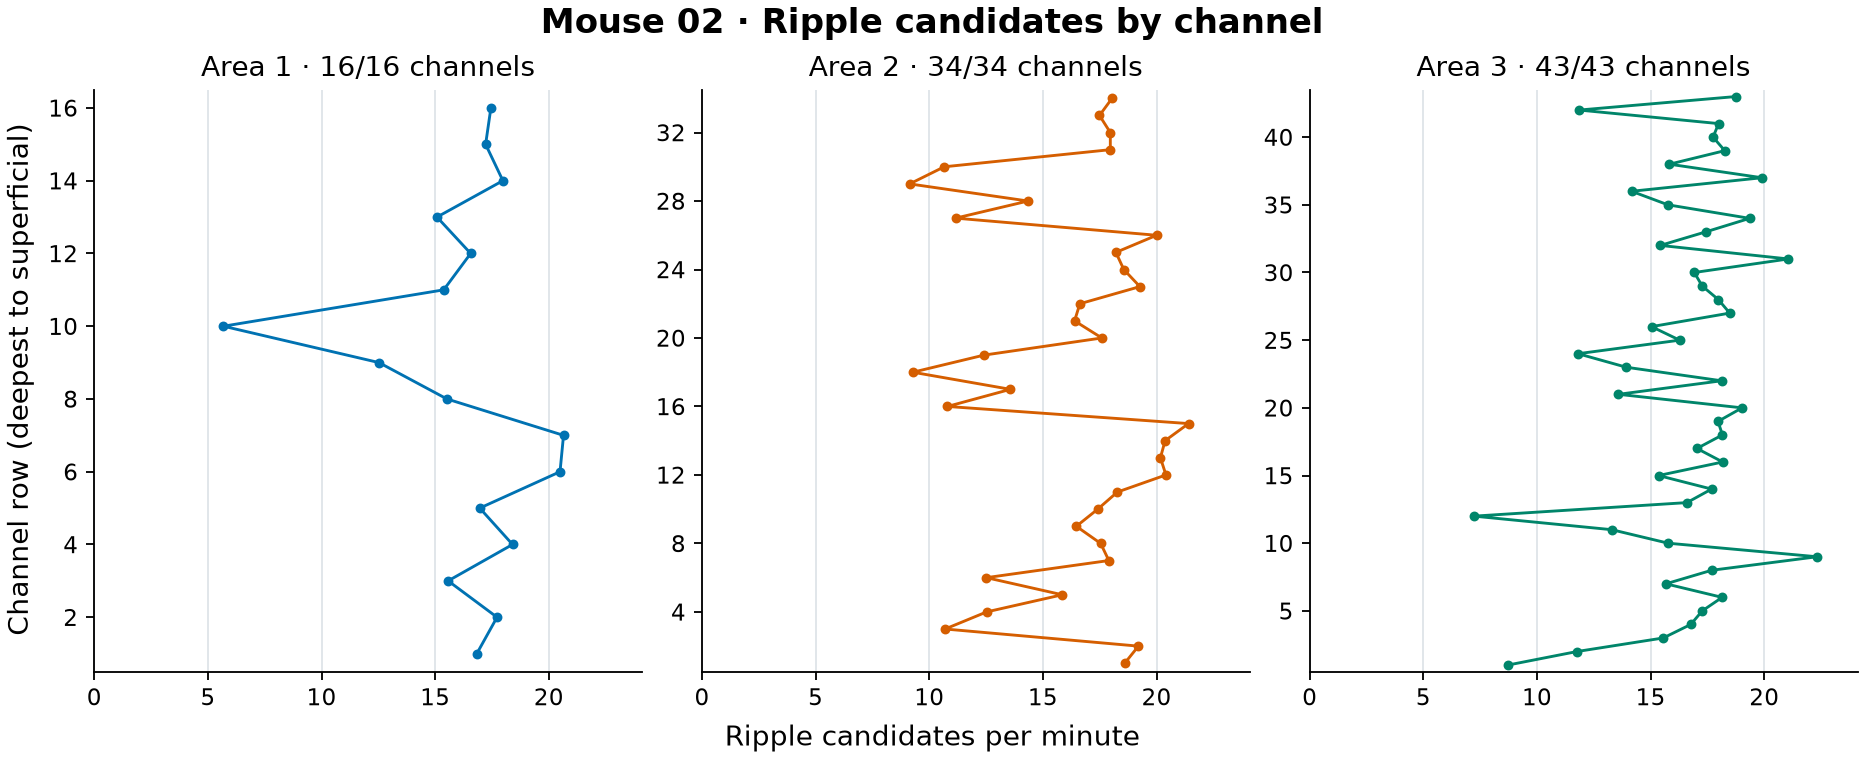 Mouse 02 · Ripple candidates by channel
Area 1 · 16/16 channels
Area 2 · 34/34 channels
Area 3 · 43/43 channels
Channel row (deepest to superficial)
16
14
12
10
8
6
4
2
0 5 10 15 20
32
28
24
20
16
12
8
4
0 5 10 15 20
40
35
30
25
20
15
10
5
0 5 10 15 20
Ripple candidates per minute